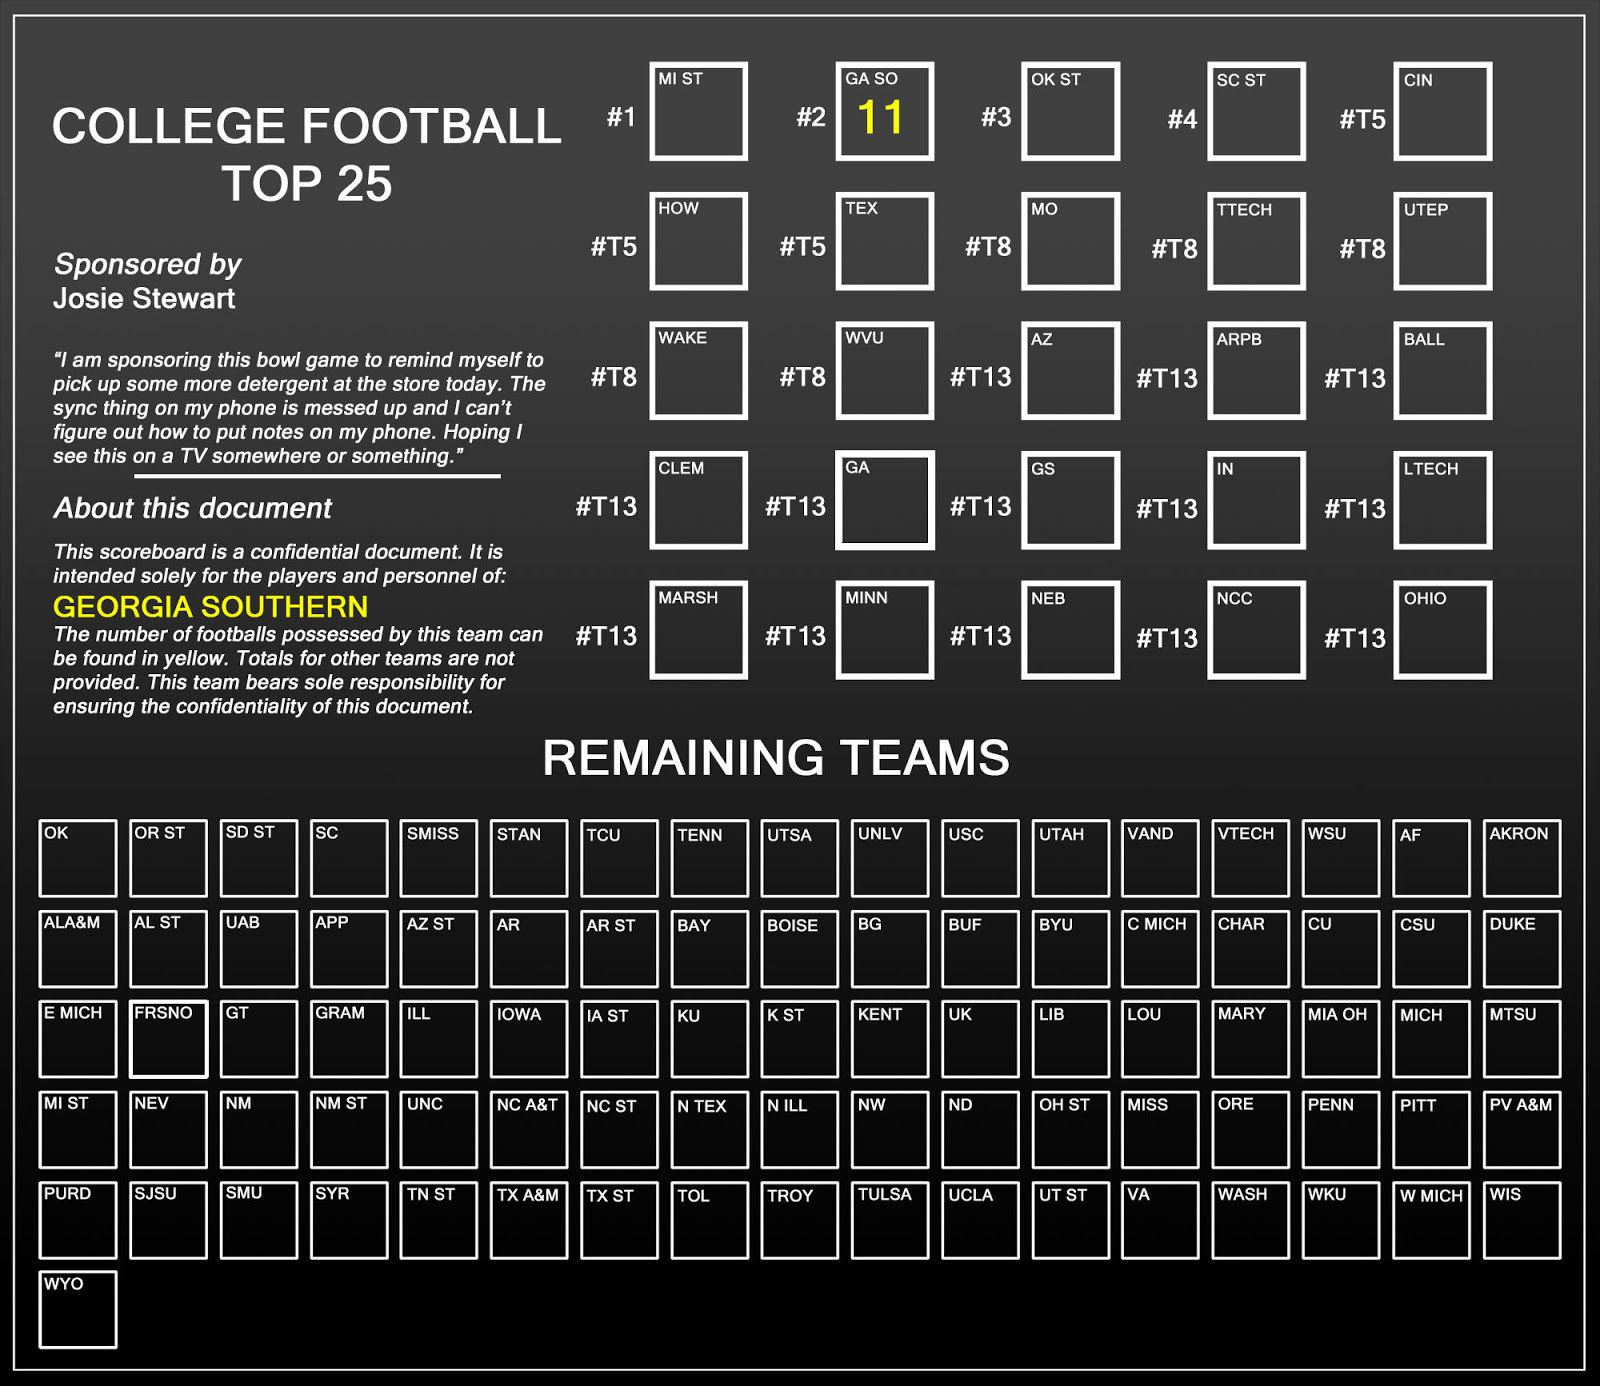 COLLEGE FOOTBALL
TOP 25
Sponsored by
Josie Stewart
“I am sponsoring this bowl game to remind myself to
pick up some more detergent at the store today. The
sync thing on my phone is messed up and I can’t
figure out how to put notes on my phone. Hoping I
see this on a TV somewhere or something.”
About this document
This scoreboard is a confidential document. It is
intended solely for the players and personnel of:
GEORGIA SOUTHERN
The number of footballs possessed by this team can
be found in yellow. Totals for other teams are not
provided. This team bears sole responsibility for
ensuring the confidentiality of this document.
#1 MI ST #2 GA SO 11 #3 OK ST #4 SC ST #T5 CIN
#T5 HOW #T5 TEX #T8 MO #T8 TTECH #T8 UTEP
#T8 WAKE #T8 WVU #T13 AZ #T13 ARPB #T13 BALL
#T13 CLEM #T13 GA #T13 GS #T13 IN #T13 LTECH
#T13 MARSH #T13 MINN #T13 NEB #T13 NCC #T13 OHIO
REMAINING TEAMS
OK OR ST SD ST SC SMISS STAN TCU TENN UTSA UNLV USC UTAH VAND VTECH WSU AF AKRON
ALA&M AL ST UAB APP AZ ST AR AR ST BAY BOISE BG BUF BYU C MICH CHAR CU CSU DUKE
E MICH FRSNO GT GRAM ILL IOWA IA ST KU K ST KENT UK LIB LOU MARY MIA OH MICH MTSU
MI ST NEV NM NM ST UNC NC A&T NC ST N TEX N ILL NW ND OH ST MISS ORE PENN PITT PV A&M
PURD SJSU SMU SYR TN ST TX A&M TX ST TOL TROY TULSA UCLA UT ST VA WASH WKU W MICH WIS
WYO